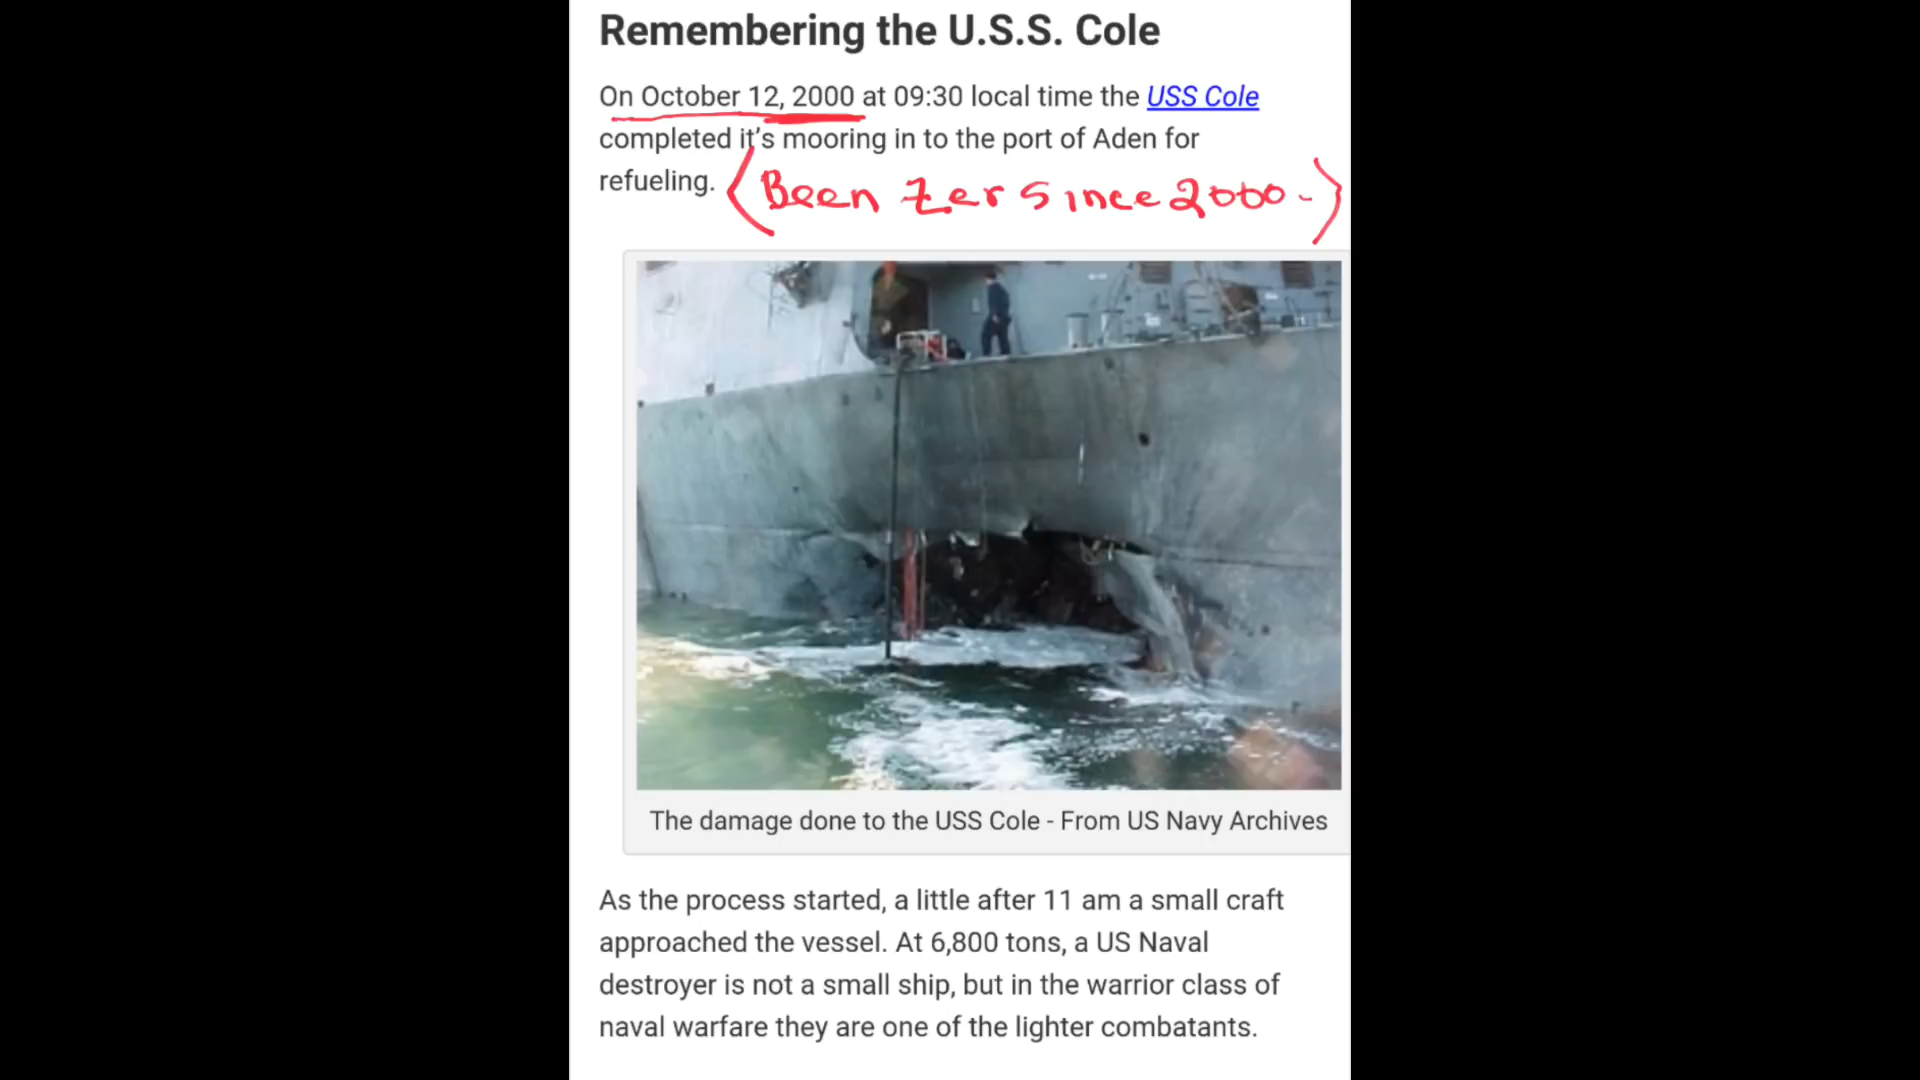 Remembering the U.S.S. Cole
On October 12, 2000 at 09:30 local time the USS Cole
completed it’s mooring in to the port of Aden for
refueling.
(Been Zer Since 2000-)
The damage done to the USS Cole - From US Navy Archives
As the process started, a little after 11 am a small craft
approached the vessel. At 6,800 tons, a US Naval
destroyer is not a small ship, but in the warrior class of
naval warfare they are one of the lighter combatants.